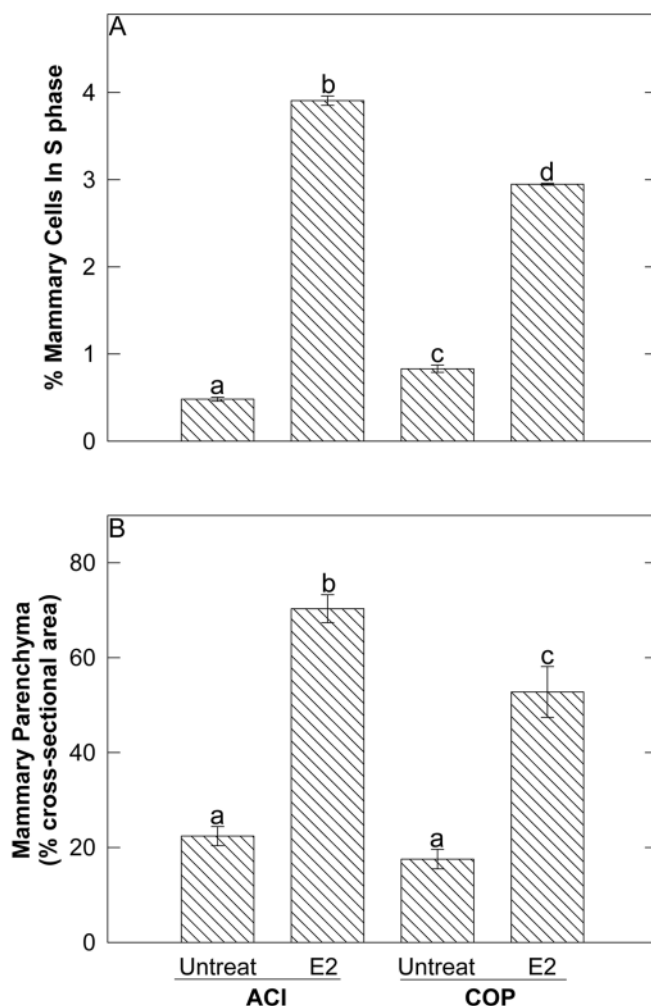 A
% Mammary Cells In S phase
4
3
2
1
0
a
b
c
d
B
Mammary Parenchyma
(% cross-sectional area)
80
60
40
20
0
a
b
a
c
Untreat E2 Untreat E2
ACI COP